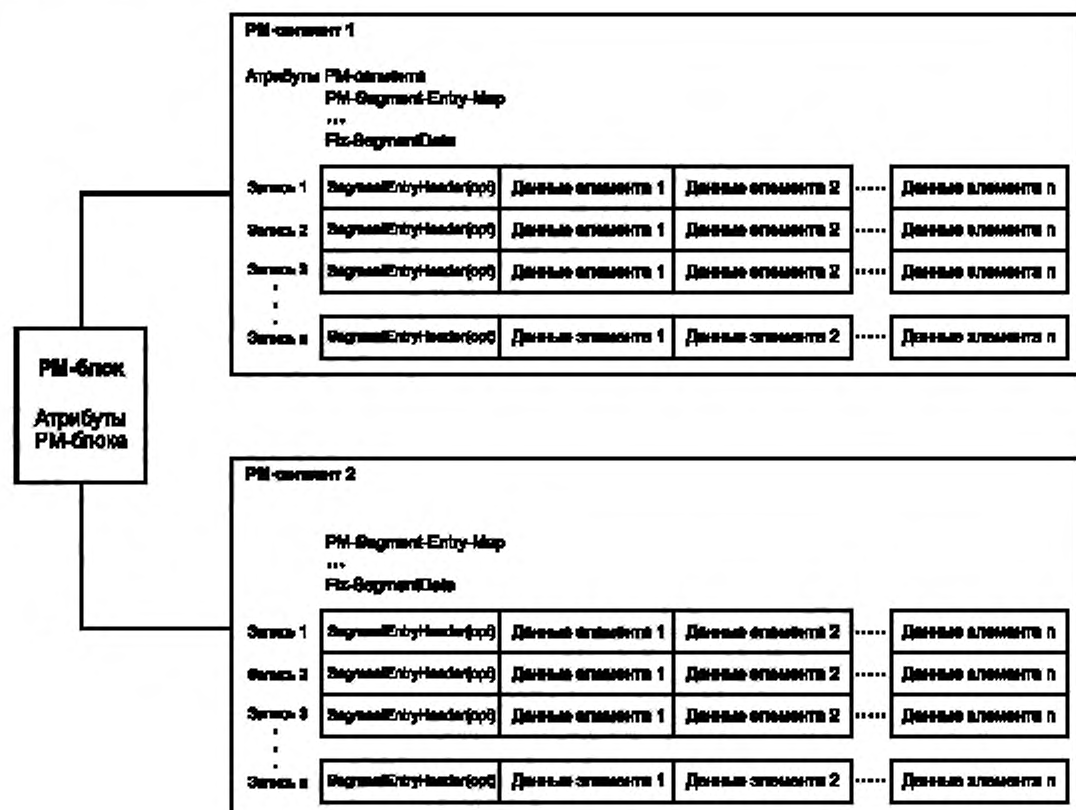 PM-сегмент 1
Атрибуты PM-сегмента
PM-Segment-Entry-Map
...
Fix-SegmentData
Запись 1 SegmentEntryHeader(opt) Данные элемента 1 Данные элемента 2 ..... Данные элемента n
Запись 2 SegmentEntryHeader(opt) Данные элемента 1 Данные элемента 2 ..... Данные элемента n
Запись 3 SegmentEntryHeader(opt) Данные элемента 1 Данные элемента 2 ..... Данные элемента n
Запись n SegmentEntryHeader(opt) Данные элемента 1 Данные элемента 2 ..... Данные элемента n
PM-блок
Атрибуты
PM-блока
PM-сегмент 2
PM-Segment-Entry-Map
...
Fix-SegmentData
Запись 1 SegmentEntryHeader(opt) Данные элемента 1 Данные элемента 2 ..... Данные элемента n
Запись 2 SegmentEntryHeader(opt) Данные элемента 1 Данные элемента 2 ..... Данные элемента n
Запись 3 SegmentEntryHeader(opt) Данные элемента 1 Данные элемента 2 ..... Данные элемента n
Запись n SegmentEntryHeader(opt) Данные элемента 1 Данные элемента 2 ..... Данные элемента n